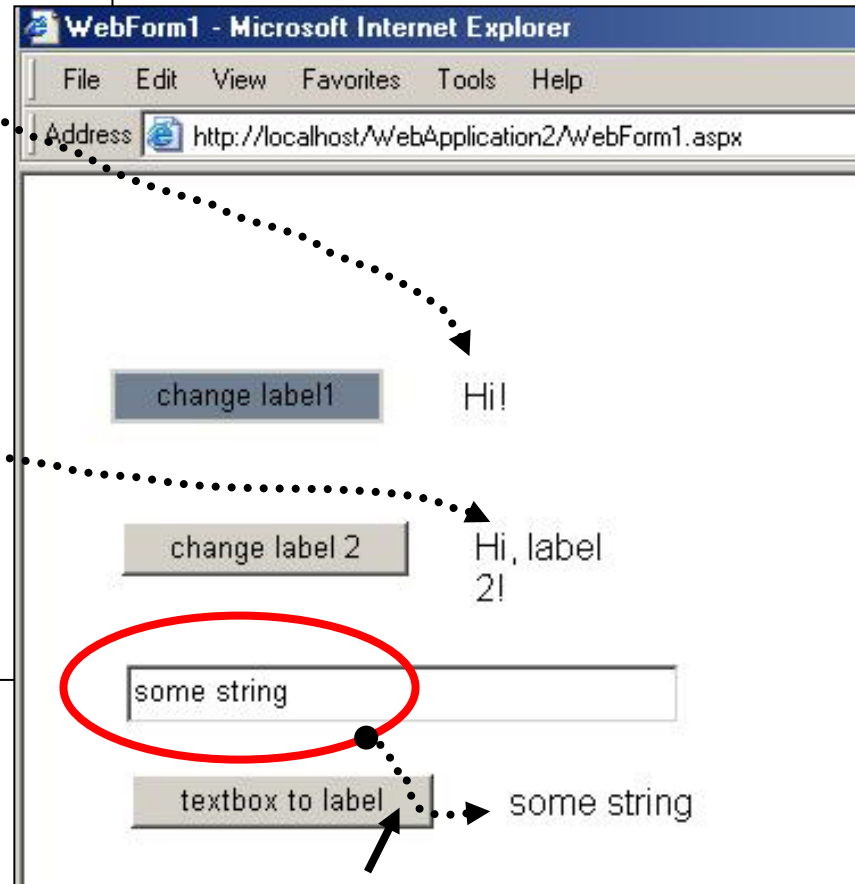 WebForm1 - Microsoft Internet Explorer
File Edit View Favorites Tools Help
Address http://localhost/WebApplication2/WebForm1.aspx
change label1 Hi!
change label 2 Hi, label
2!
some string
textbox to label some string